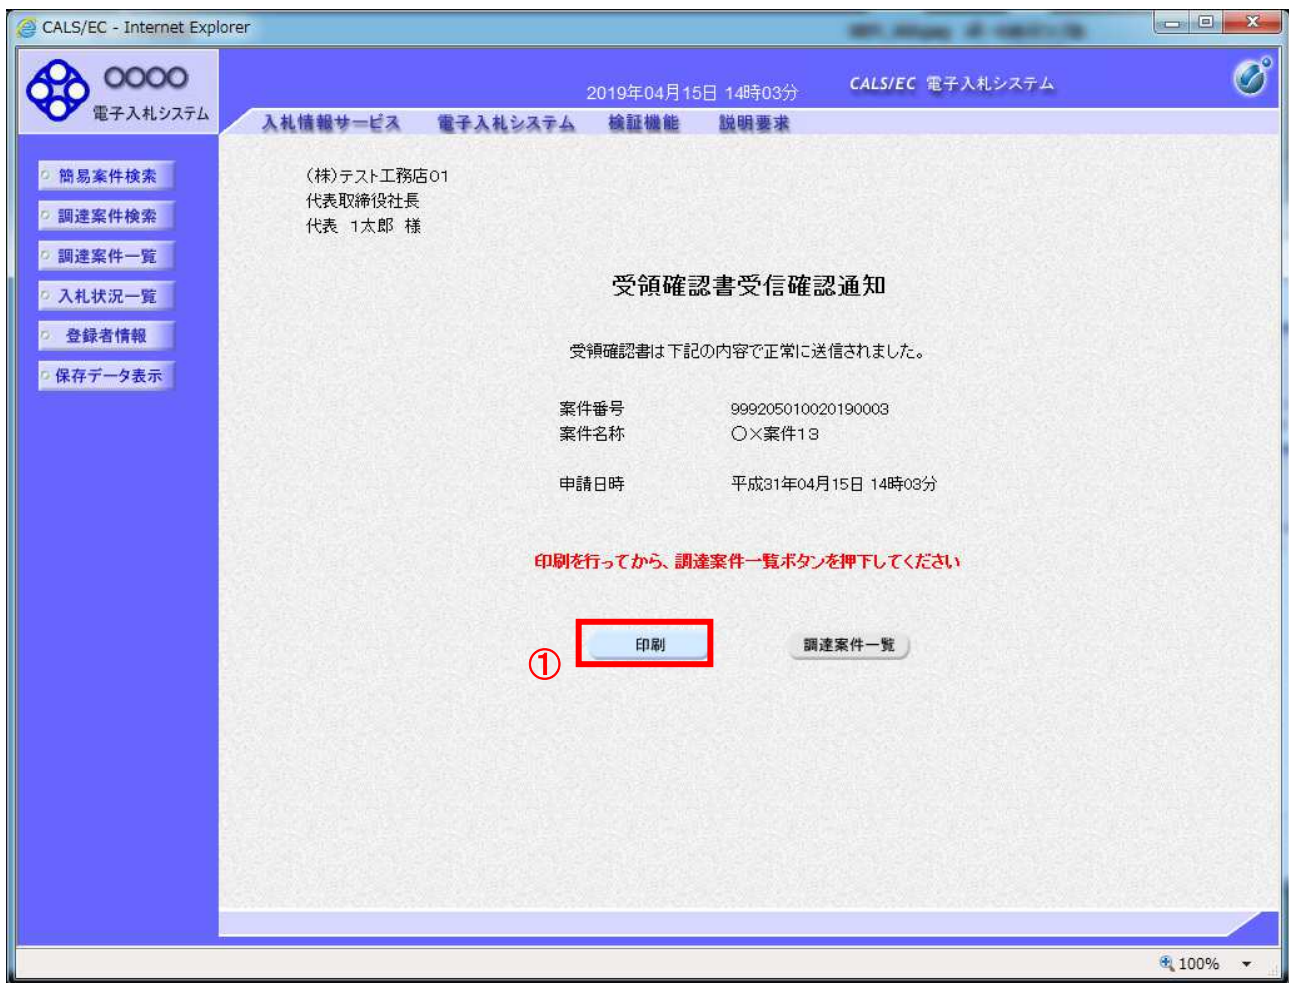 CALS/EC - Internet Explorer
〇〇〇〇
電子入札システム
2019年04月15日 14時03分
CALS/EC 電子入札システム
入札情報サービス 電子入札システム 検証機能 説明要求
簡易案件検索
調達案件検索
調達案件一覧
入札状況一覧
登録者情報
保存データ表示
(株)テスト工務店01
代表取締役社長
代表 1太郎 様
受領確認書受信確認通知
受領確認書は下記の内容で正常に送信されました。
案件番号 999205010020190003
案件名称 〇×案件13
申請日時 平成31年04月15日 14時03分
印刷を行ってから、調達案件一覧ボタンを押下してください
① 印刷 調達案件一覧
100%